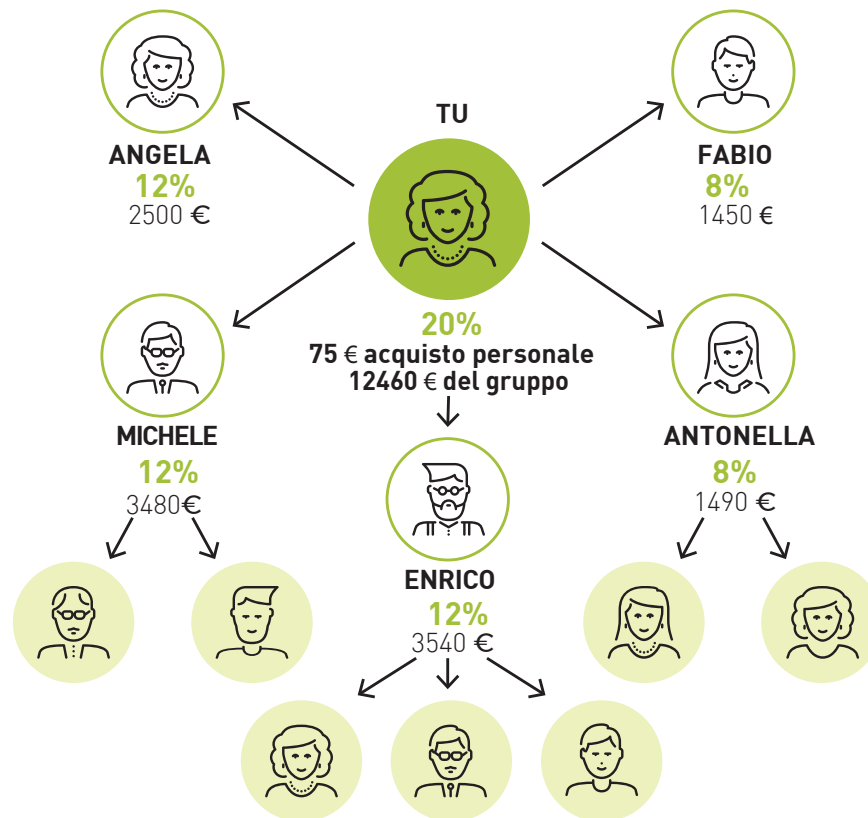 TU
ANGELA
12%
2500 €
FABIO
8%
1450 €
20%
75 € acquisto personale
12460 € del gruppo
MICHELE
12%
3480€
ANTONELLA
8%
1490 €
ENRICO
12%
3540 €